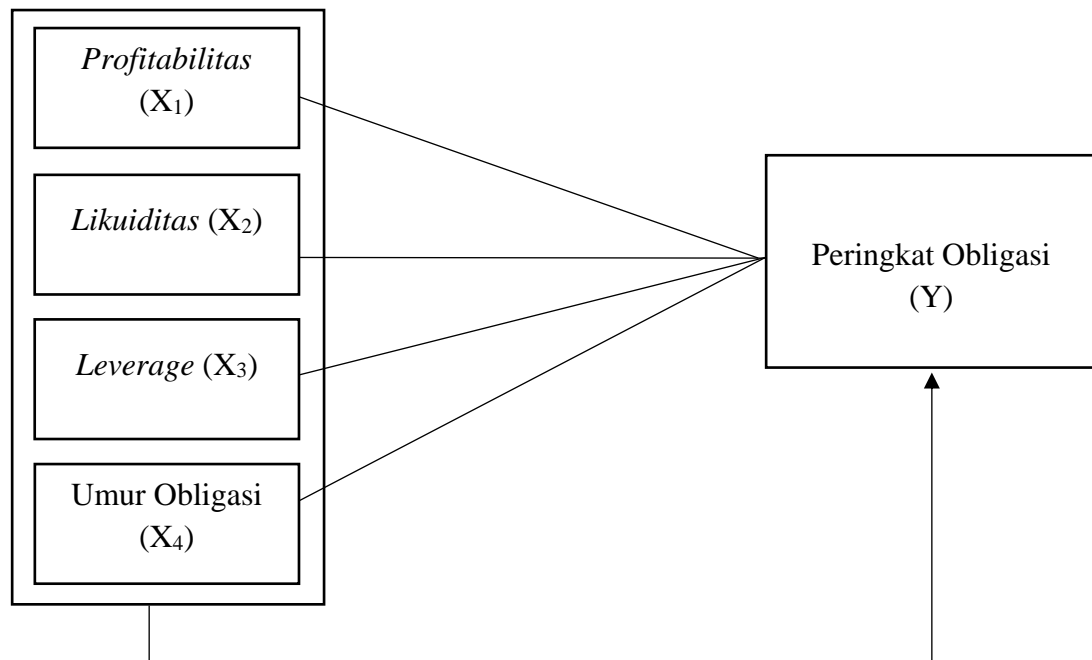 Profitabilitas
(X₁)
Likuiditas (X₂)
Leverage (X₃)
Umur Obligasi
(X₄)
Peringkat Obligasi
(Y)